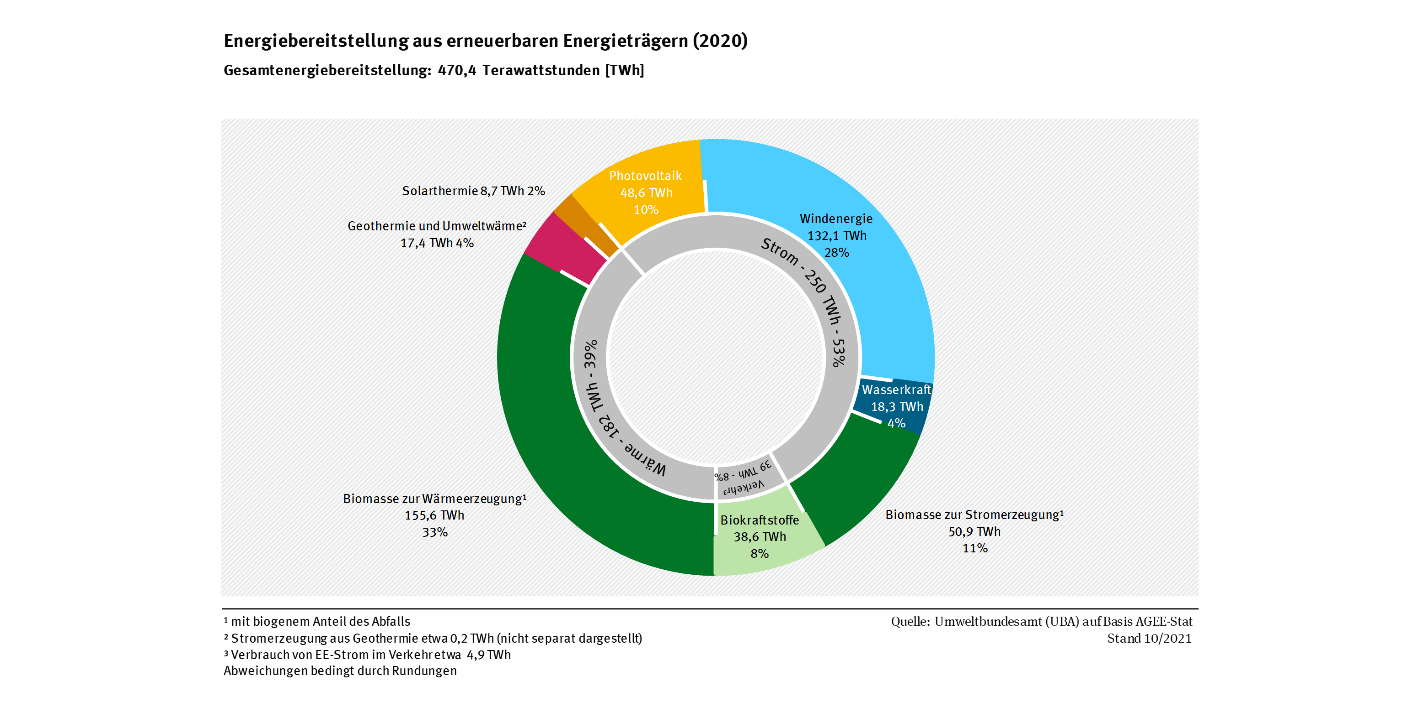 Energiebereitstellung aus erneuerbaren Energieträgern (2020)
Gesamtenergiebereitstellung: 470,4 Terawattstunden [TWh]
Photovoltaik
48,6 TWh
10%
Solarthermie 8,7 TWh 2%
Geothermie und Umweltwärme²
17,4 TWh 4%
Windenergie
132,1 TWh
28%
Strom - 250 TWh - 53%
Wärme - 182 TWh - 39%
Verkehr³
39 TWh - 8%
Wasserkraft
18,3 TWh
4%
Biomasse zur Wärmeerzeugung¹
155,6 TWh
33%
Biokraftstoffe
38,6 TWh
8%
Biomasse zur Stromerzeugung¹
50,9 TWh
11%
¹ mit biogenem Anteil des Abfalls
² Stromerzeugung aus Geothermie etwa 0,2 TWh (nicht separat dargestellt)
³ Verbrauch von EE-Strom im Verkehr etwa 4,9 TWh
Abweichungen bedingt durch Rundungen
Quelle: Umweltbundesamt (UBA) auf Basis AGEE-Stat
Stand 10/2021